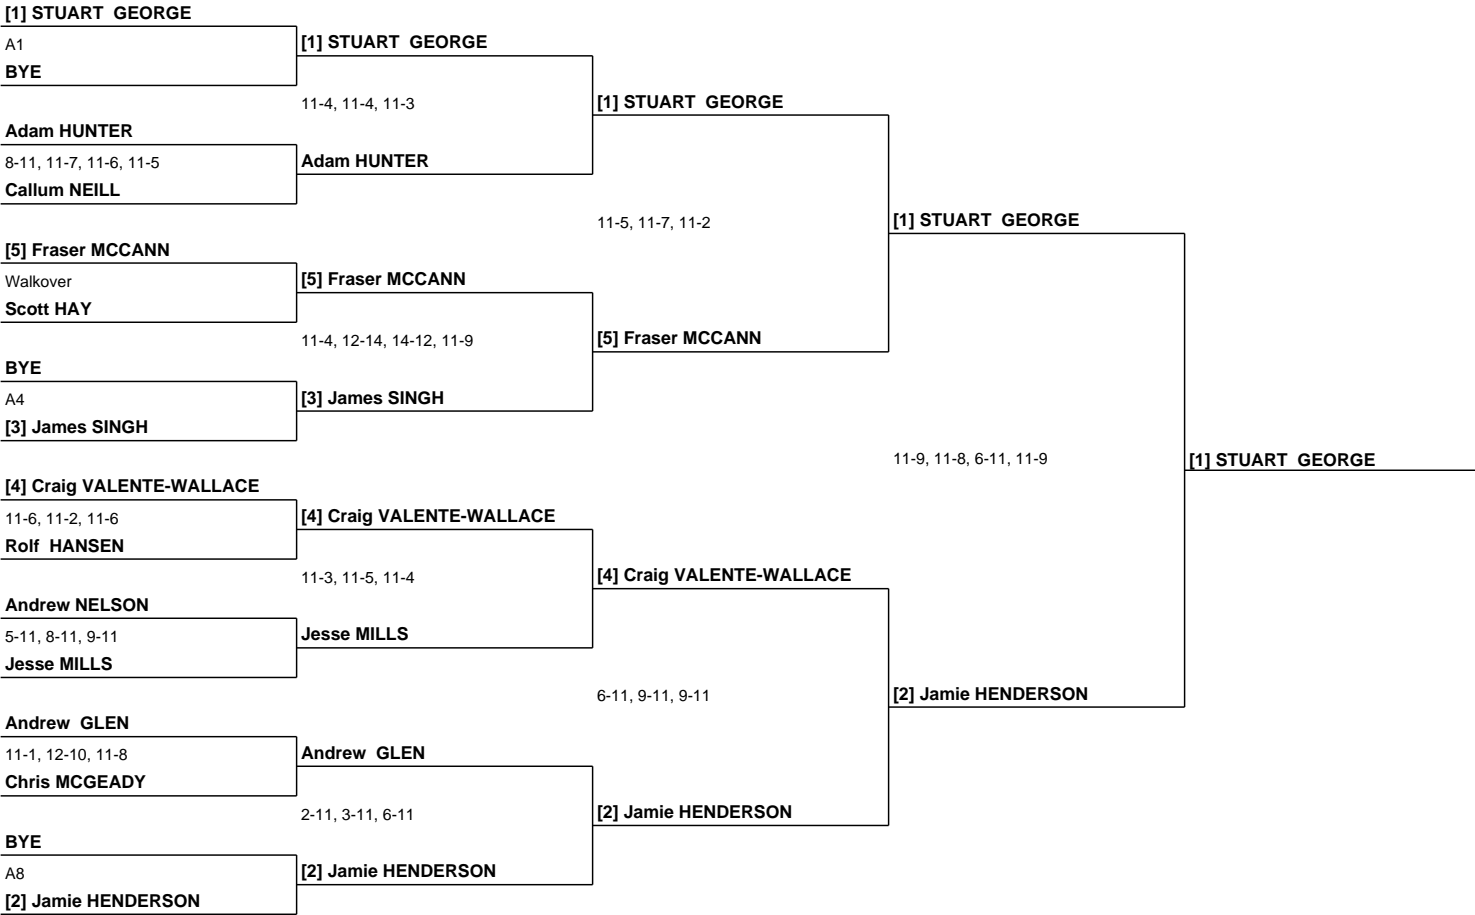 [1] STUART  GEORGE
A1
BYE
Adam HUNTER
8-11, 11-7, 11-6, 11-5
Callum NEILL
[5] Fraser MCCANN
Walkover
Scott HAY
BYE
A4
[3] James SINGH
[4] Craig VALENTE-WALLACE
11-6, 11-2, 11-6
Rolf  HANSEN
Andrew NELSON
5-11, 8-11, 9-11
Jesse MILLS
Andrew  GLEN
11-1, 12-10, 11-8
Chris MCGEADY
BYE
A8
[2] Jamie HENDERSON
[1] STUART  GEORGE
11-4, 11-4, 11-3
Adam HUNTER
[5] Fraser MCCANN
11-4, 12-14, 14-12, 11-9
[3] James SINGH
[4] Craig VALENTE-WALLACE
11-3, 11-5, 11-4
Jesse MILLS
Andrew  GLEN
2-11, 3-11, 6-11
[2] Jamie HENDERSON
[1] STUART  GEORGE
11-5, 11-7, 11-2
[5] Fraser MCCANN
[4] Craig VALENTE-WALLACE
6-11, 9-11, 9-11
[2] Jamie HENDERSON
[1] STUART  GEORGE
11-9, 11-8, 6-11, 11-9
[2] Jamie HENDERSON
[1] STUART  GEORGE